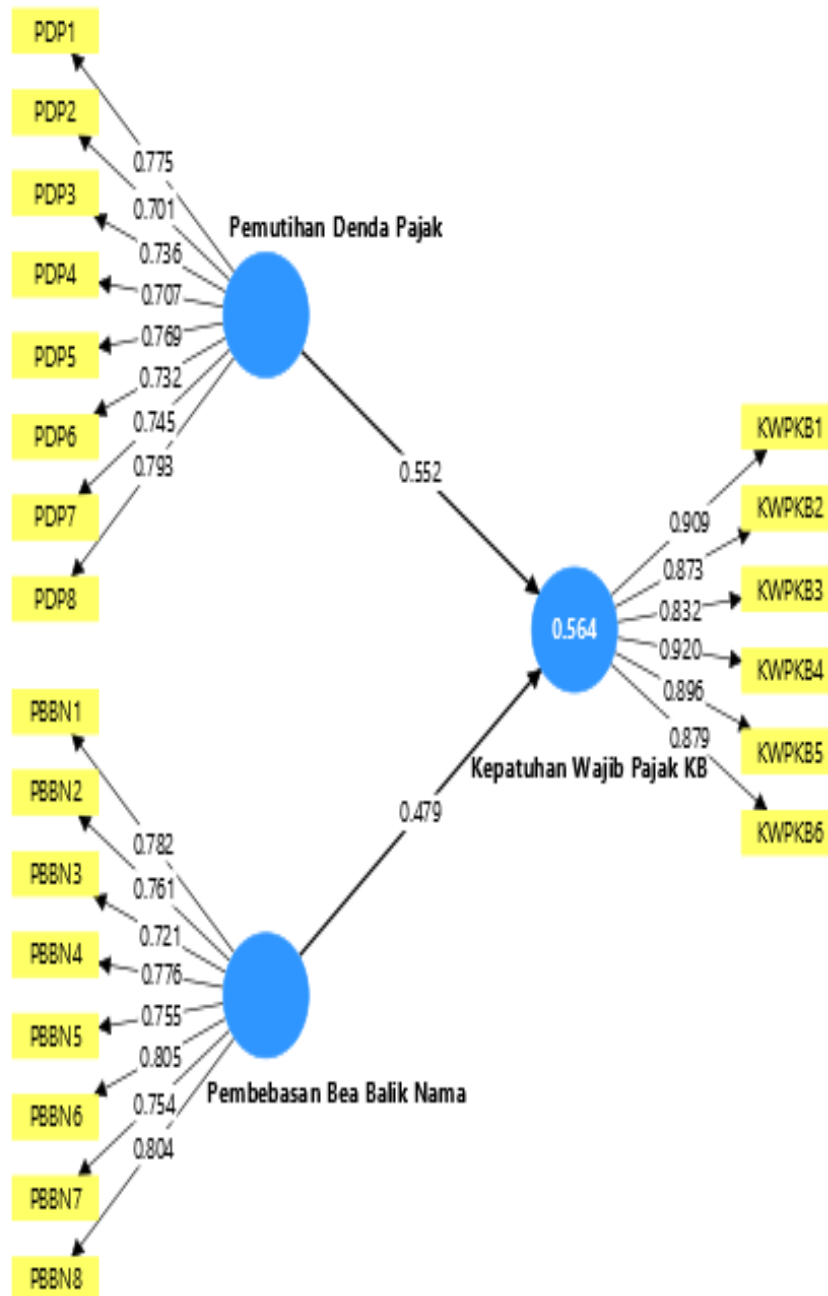 PDP1
PDP2
PDP3
PDP4
PDP5
PDP6
PDP7
PDP8
0.775
0.701
0.736
0.707
0.769
0.732
0.745
0.793
Pemutihan Denda Pajak
0.552
PBBN1
PBBN2
PBBN3
PBBN4
PBBN5
PBBN6
PBBN7
PBBN8
0.782
0.761
0.721
0.776
0.755
0.805
0.754
0.804
Pembebasan Bea Balik Nama
0.479
0.564
Kepatuhan Wajib Pajak KB
0.909
0.873
0.832
0.920
0.896
0.879
KWPKB1
KWPKB2
KWPKB3
KWPKB4
KWPKB5
KWPKB6